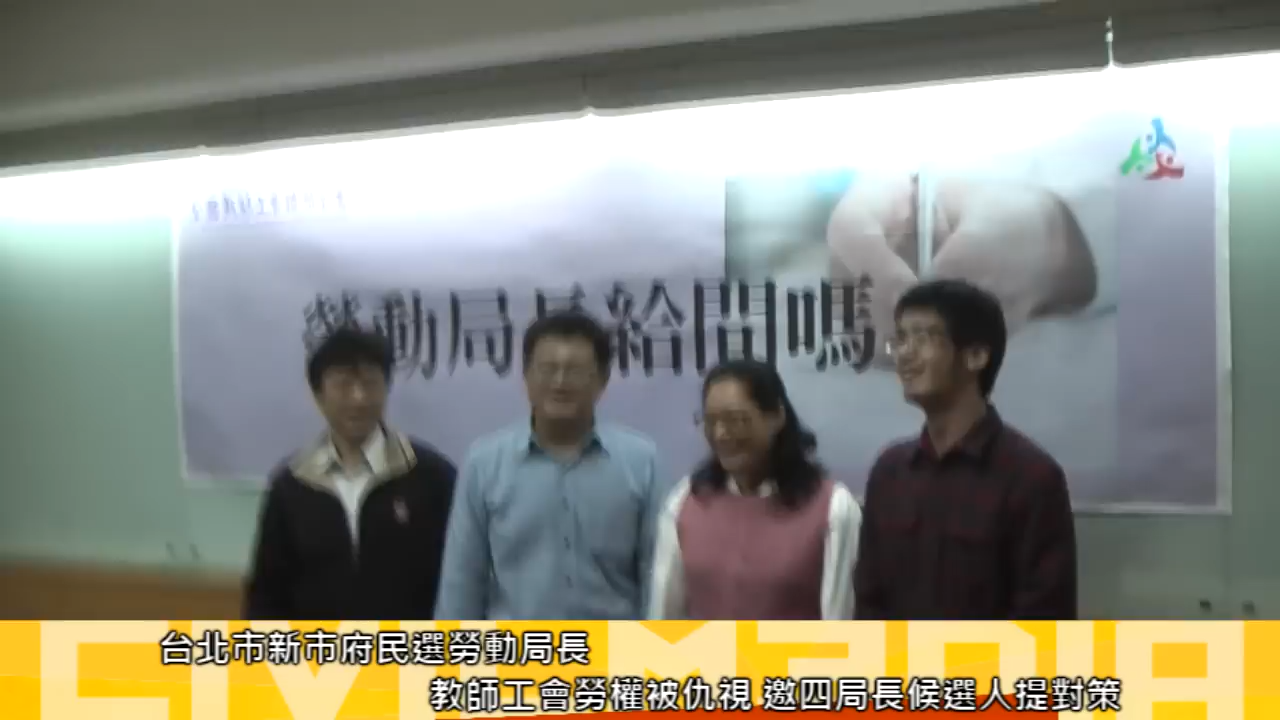 勞動局長給問嗎
台北市新市府民選勞動局長
教師工會勞權被仇視 邀四局長候選人提對策